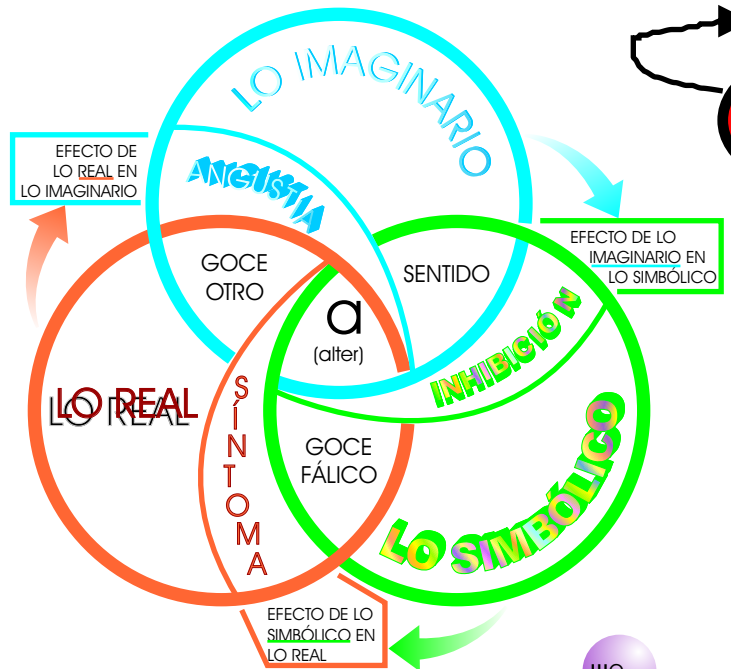 LO IMAGINARIO
EFECTO DE
LO REAL EN
LO IMAGINARIO
ANGUSTIA
EFECTO DE LO
IMAGINARIO EN
LO SIMBÓLICO
GOCE
OTRO
SENTIDO
a
(alter)
INHIBICIÓN
LO REAL
SÍNTOMA
GOCE
FÁLICO
LO SIMBÓLICO
EFECTO DE LO
SIMBÓLICO EN
LO REAL